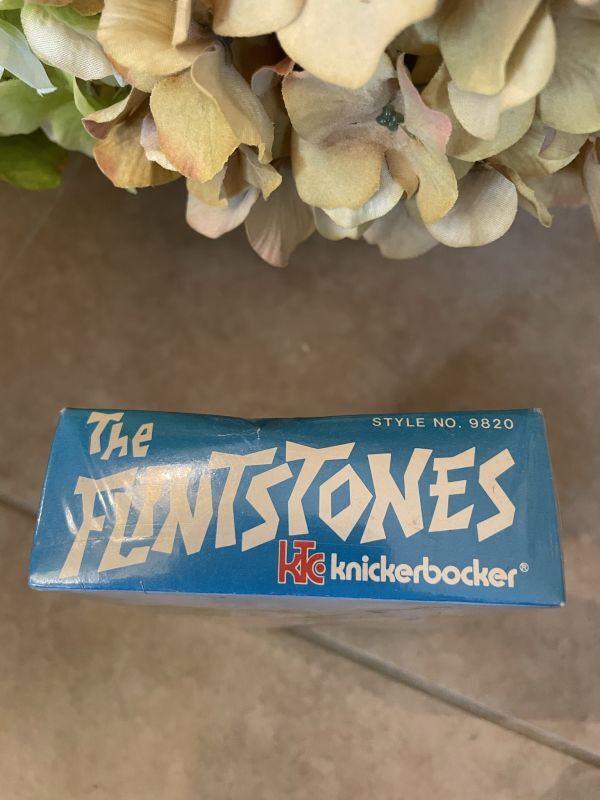 The
STYLE NO. 9820
FLINTSTONES
KTC knickerbocker®